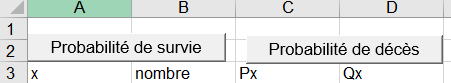 A B C D
1
2 Probabilité de survie Probabilité de décès
3 x nombre Px Qx